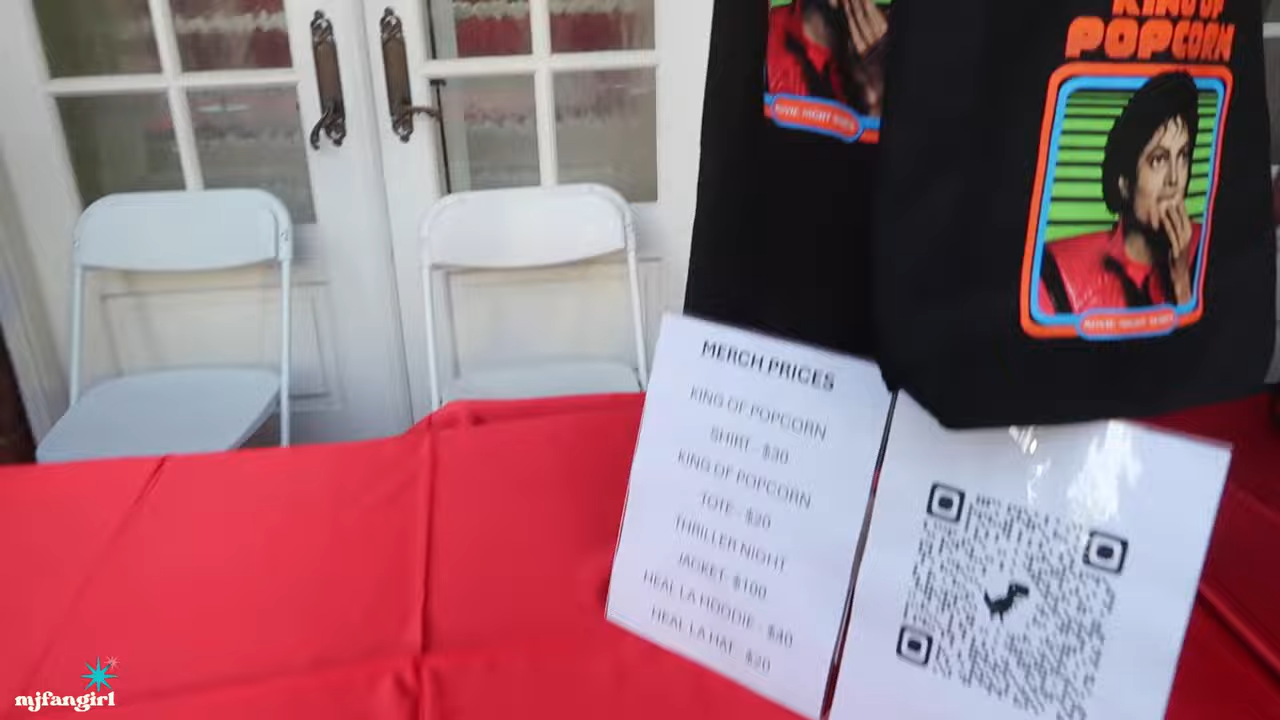 KING OF
POPCORN
MERCH PRICES
KING OF POPCORN
SHIRT - $30
KING OF POPCORN
TOTE - $20
THRILLER NIGHT
JACKET- $100
HEAL LA HOODIE - $40
HEAL LA HAT - $20
mjfangirl